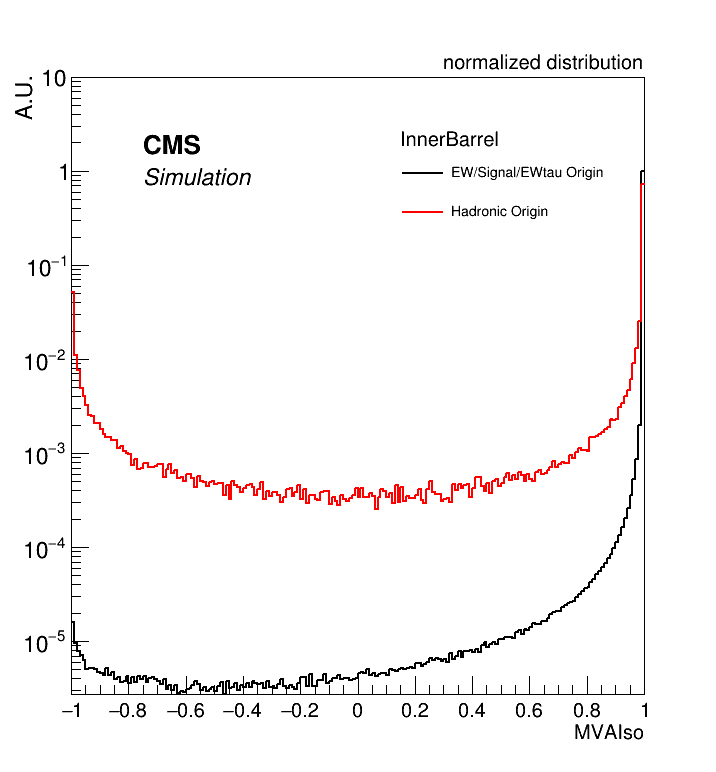 normalized distribution
A.U.
10
1
10−1
10−2
10−3
10−4
10−5
CMS
Simulation
InnerBarrel
EW/Signal/EWtau Origin
Hadronic Origin
−1 −0.8 −0.6 −0.4 −0.2 0 0.2 0.4 0.6 0.8 1
MVAIso